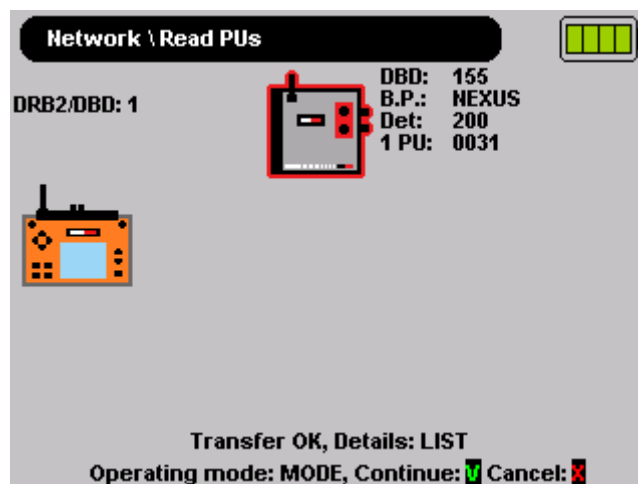 Network \ Read PUs
DRB2/DBD: 1
DBD: 155
B.P.: NEXUS
Det: 200
1 PU: 0031
Transfer OK, Details: LIST
Operating mode: MODE, Continue: V Cancel: X